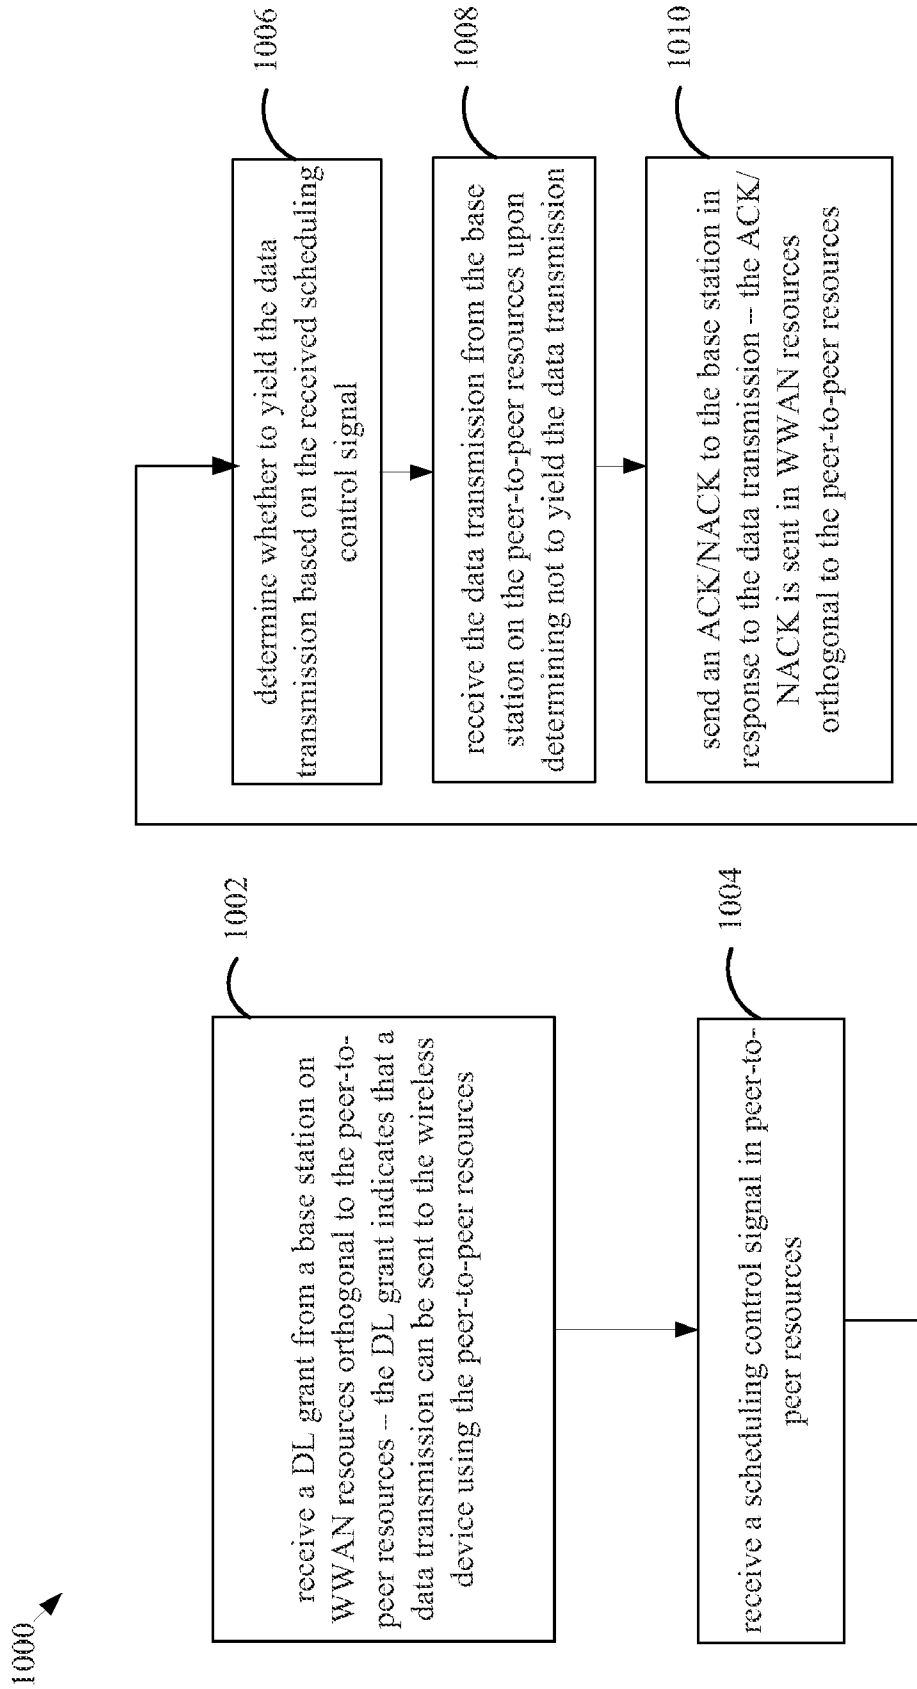 1000
1002
receive a DL grant from a base station on
WWAN resources orthogonal to the peer-to-
peer resources – the DL grant indicates that a
data transmission can be sent to the wireless
device using the peer-to-peer resources
1004
receive a scheduling control signal in peer-to-
peer resources
1006
determine whether to yield the data
transmission based on the received scheduling
control signal
1008
receive the data transmission from the base
station on the peer-to-peer resources upon
determining not to yield the data transmission
1010
send an ACK/NACK to the base station in
response to the data transmission – the ACK/
NACK is sent in WWAN resources
orthogonal to the peer-to-peer resources